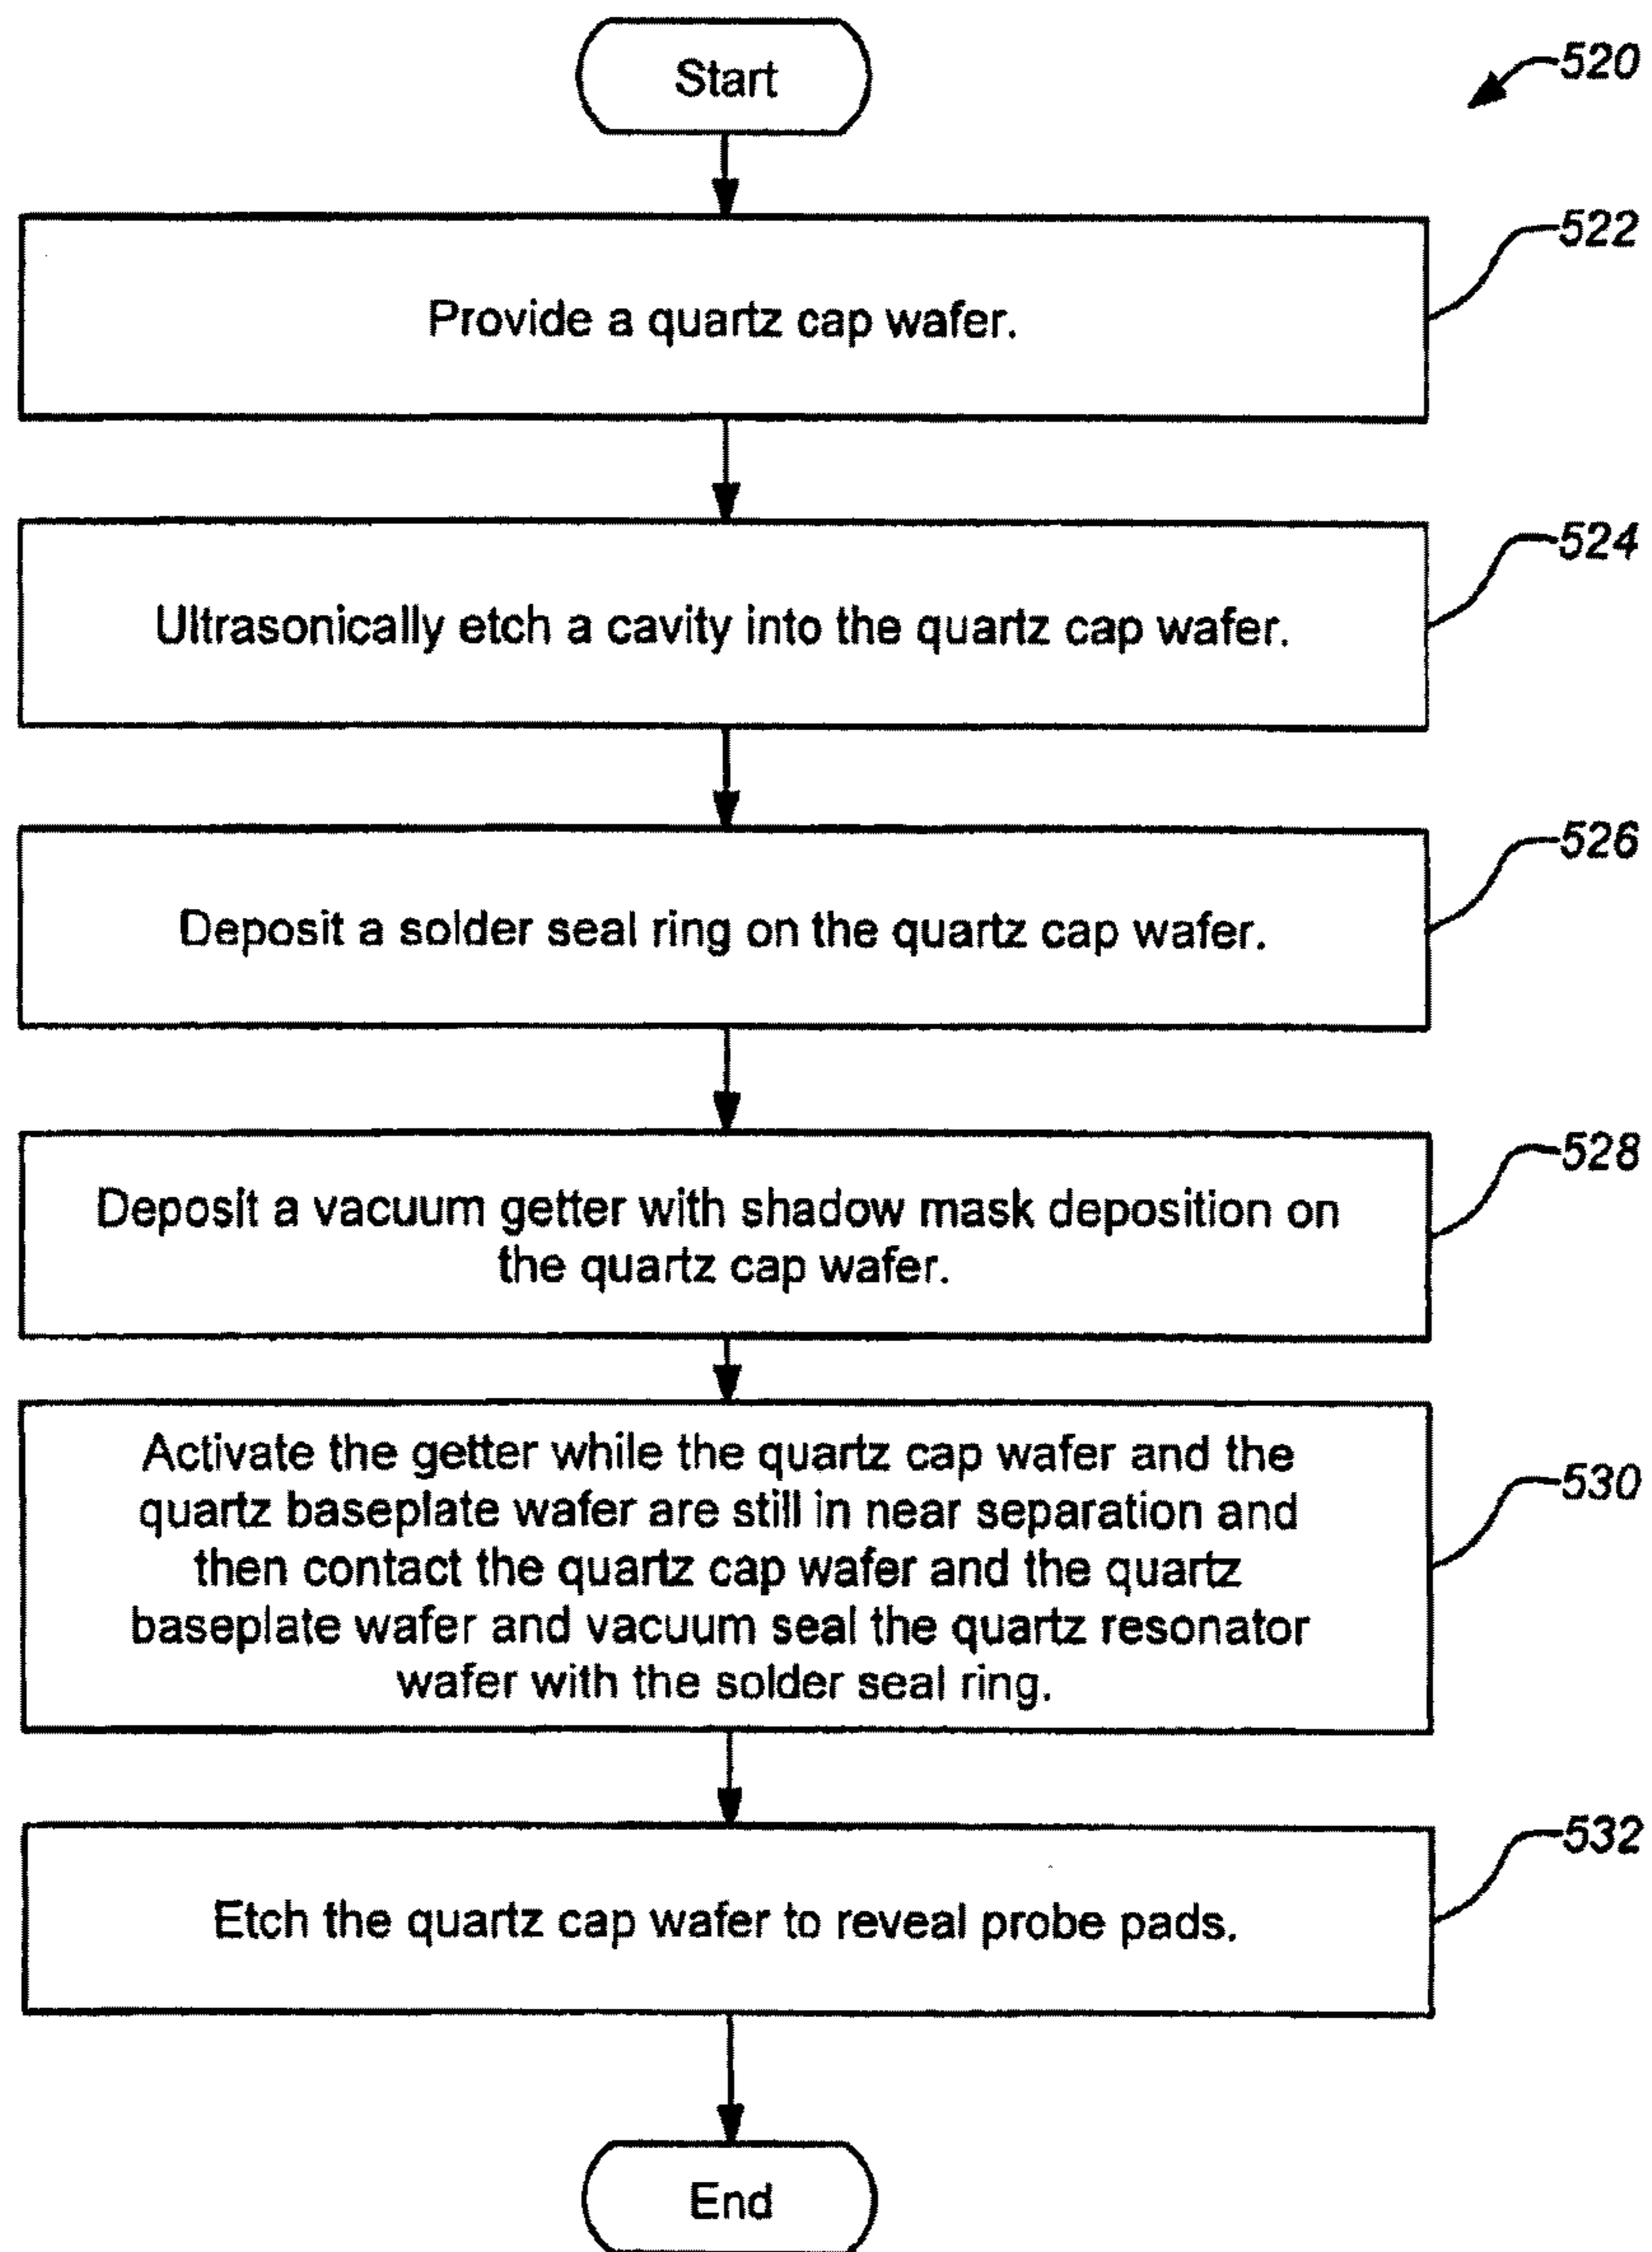 Start
520
522
Provide a quartz cap wafer.
524
Ultrasonically etch a cavity into the quartz cap wafer.
526
Deposit a solder seal ring on the quartz cap wafer.
528
Deposit a vacuum getter with shadow mask deposition on
the quartz cap wafer.
530
Activate the getter while the quartz cap wafer and the
quartz baseplate wafer are still in near separation and
then contact the quartz cap wafer and the quartz
baseplate wafer and vacuum seal the quartz resonator
wafer with the solder seal ring.
532
Etch the quartz cap wafer to reveal probe pads.
End